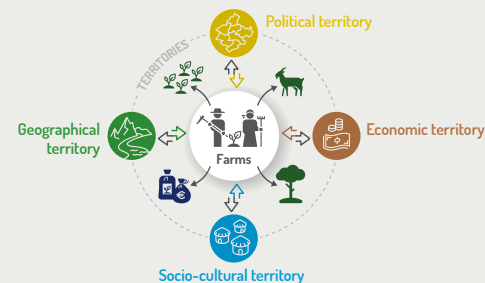 Political territory
TERRITORIES
Geographical
territory
Economic territory
Farms
€
Socio-cultural territory